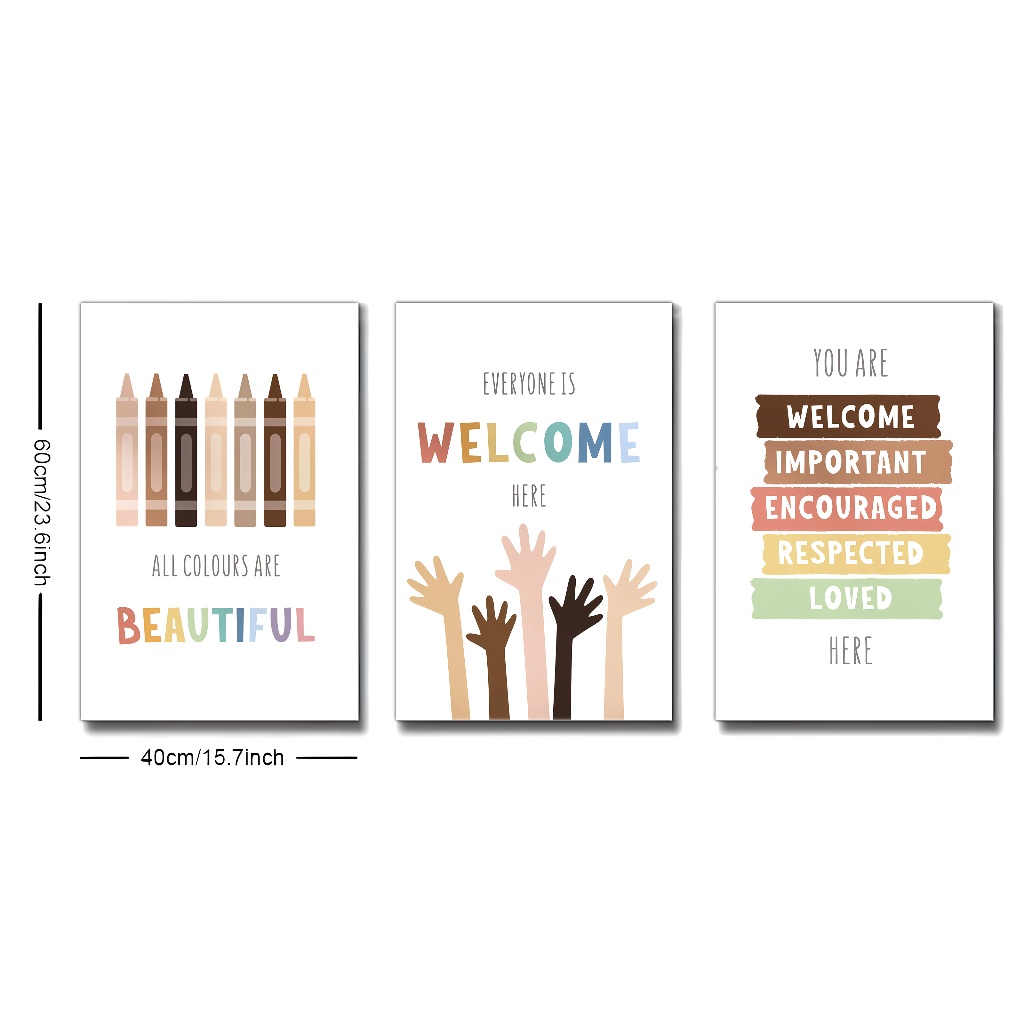 ALL COLOURS ARE
BEAUTIFUL
EVERYONE IS
WELCOME
HERE
YOU ARE
WELCOME
IMPORTANT
ENCOURAGED
RESPECTED
LOVED
HERE
60cm/23.6inch
40cm/15.7inch